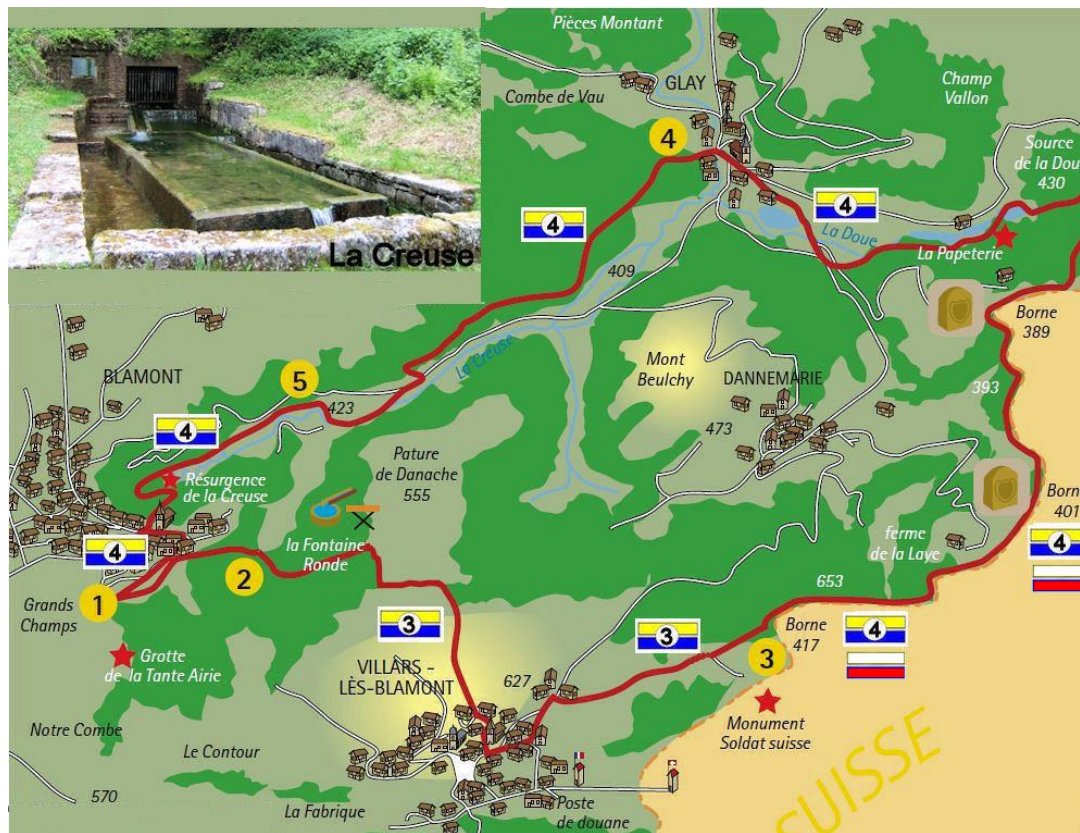 La Creuse
Pièces Montant
GLAY
Combe de Vau
Champ
Vallon
4
Source
de la Dou
430
4
4
La Doue
La Papeterie
409
Borne
389
La Creuse
Mont
Beulchy
DANNEMARIE
393
BLAMONT
5
423
4
473
Pature
de Danache
555
Résurgence
de la Creuse
Borne
401
la Fontaine
Ronde
ferme
de la Laye
4
4
2
1
Grands
Champs
653
3
3
4
Borne
417
3
Grotte
de la Tante Airie
VILLARS -
LÈS-BLAMONT
627
Notre Combe
Le Contour
Monument
Soldat suisse
570
La Fabrique
Poste
de douane
SUISSE